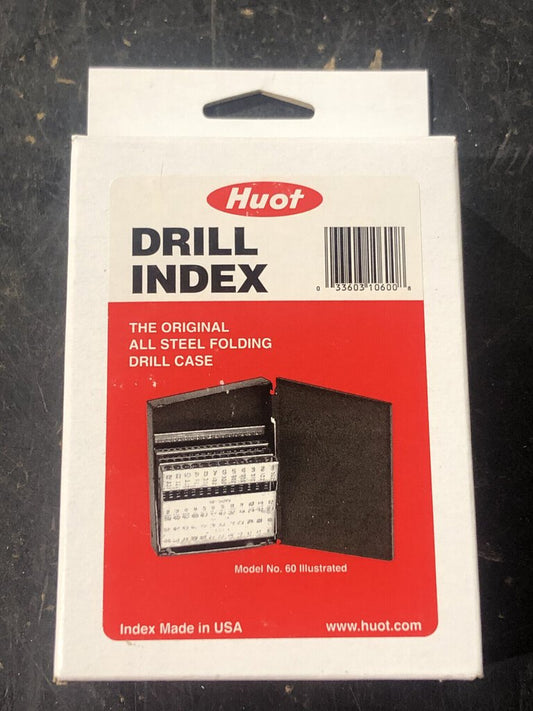 Huot
DRILL
INDEX
0 33603 10600 8
THE ORIGINAL
ALL STEEL FOLDING
DRILL CASE
Model No. 60 Illustrated
Index Made in USA
www.huot.com